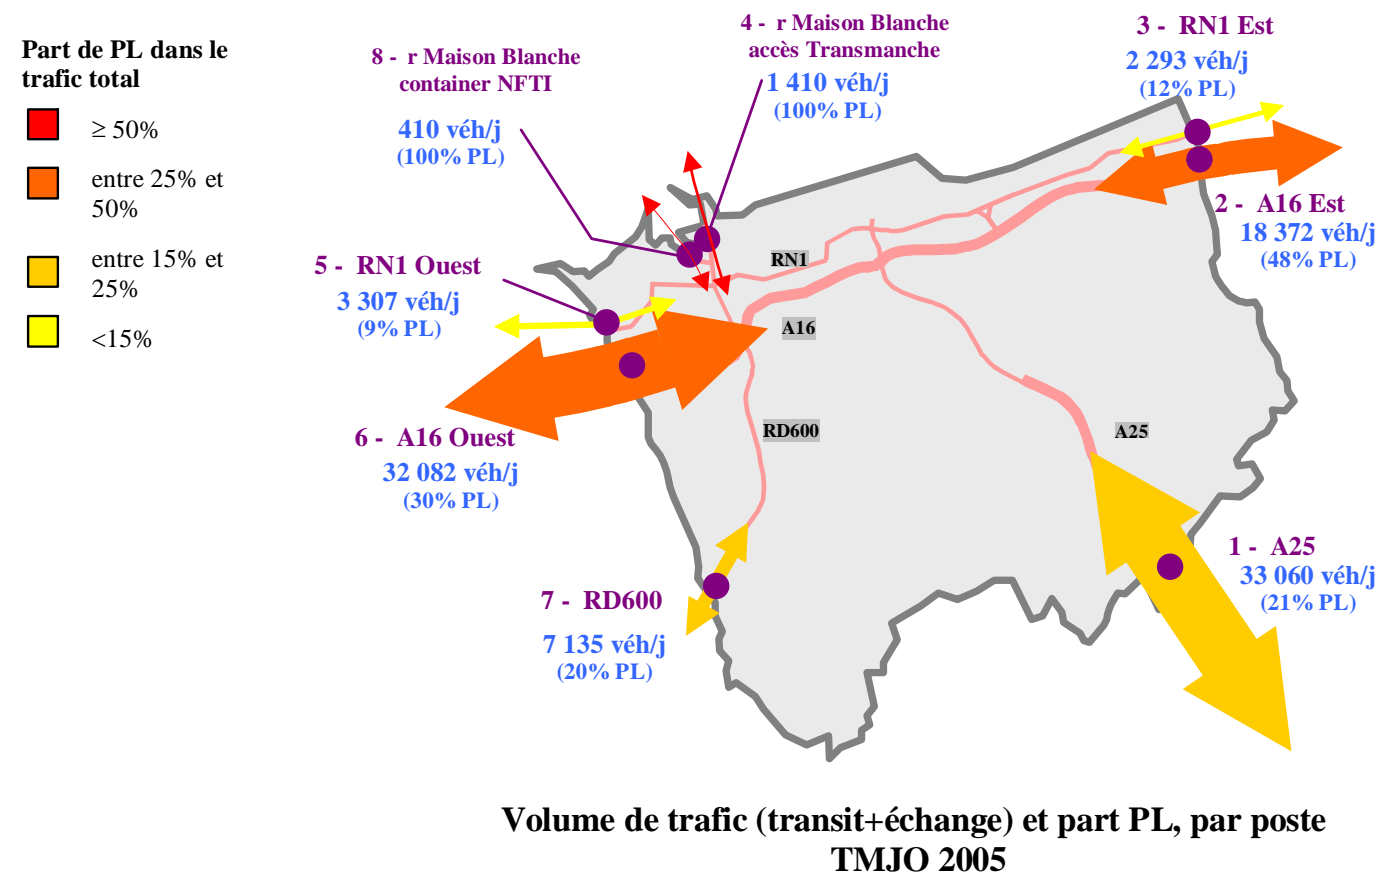 Part de PL dans le
trafic total
≥ 50%
entre 25% et
50%
entre 15% et
25%
<15%
8 - r Maison Blanche
container NFTI
410 véh/j
(100% PL)
4 - r Maison Blanche
accès Transmanche
1 410 véh/j
(100% PL)
3 - RN1 Est
2 293 véh/j
(12% PL)
2 - A16 Est
18 372 véh/j
(48% PL)
5 - RN1 Ouest
3 307 véh/j
(9% PL)
RN1
A16
6 - A16 Ouest
32 082 véh/j
(30% PL)
RD600
A25
1 - A25
33 060 véh/j
(21% PL)
7 - RD600
7 135 véh/j
(20% PL)
Volume de trafic (transit+échange) et part PL, par poste
TMJO 2005